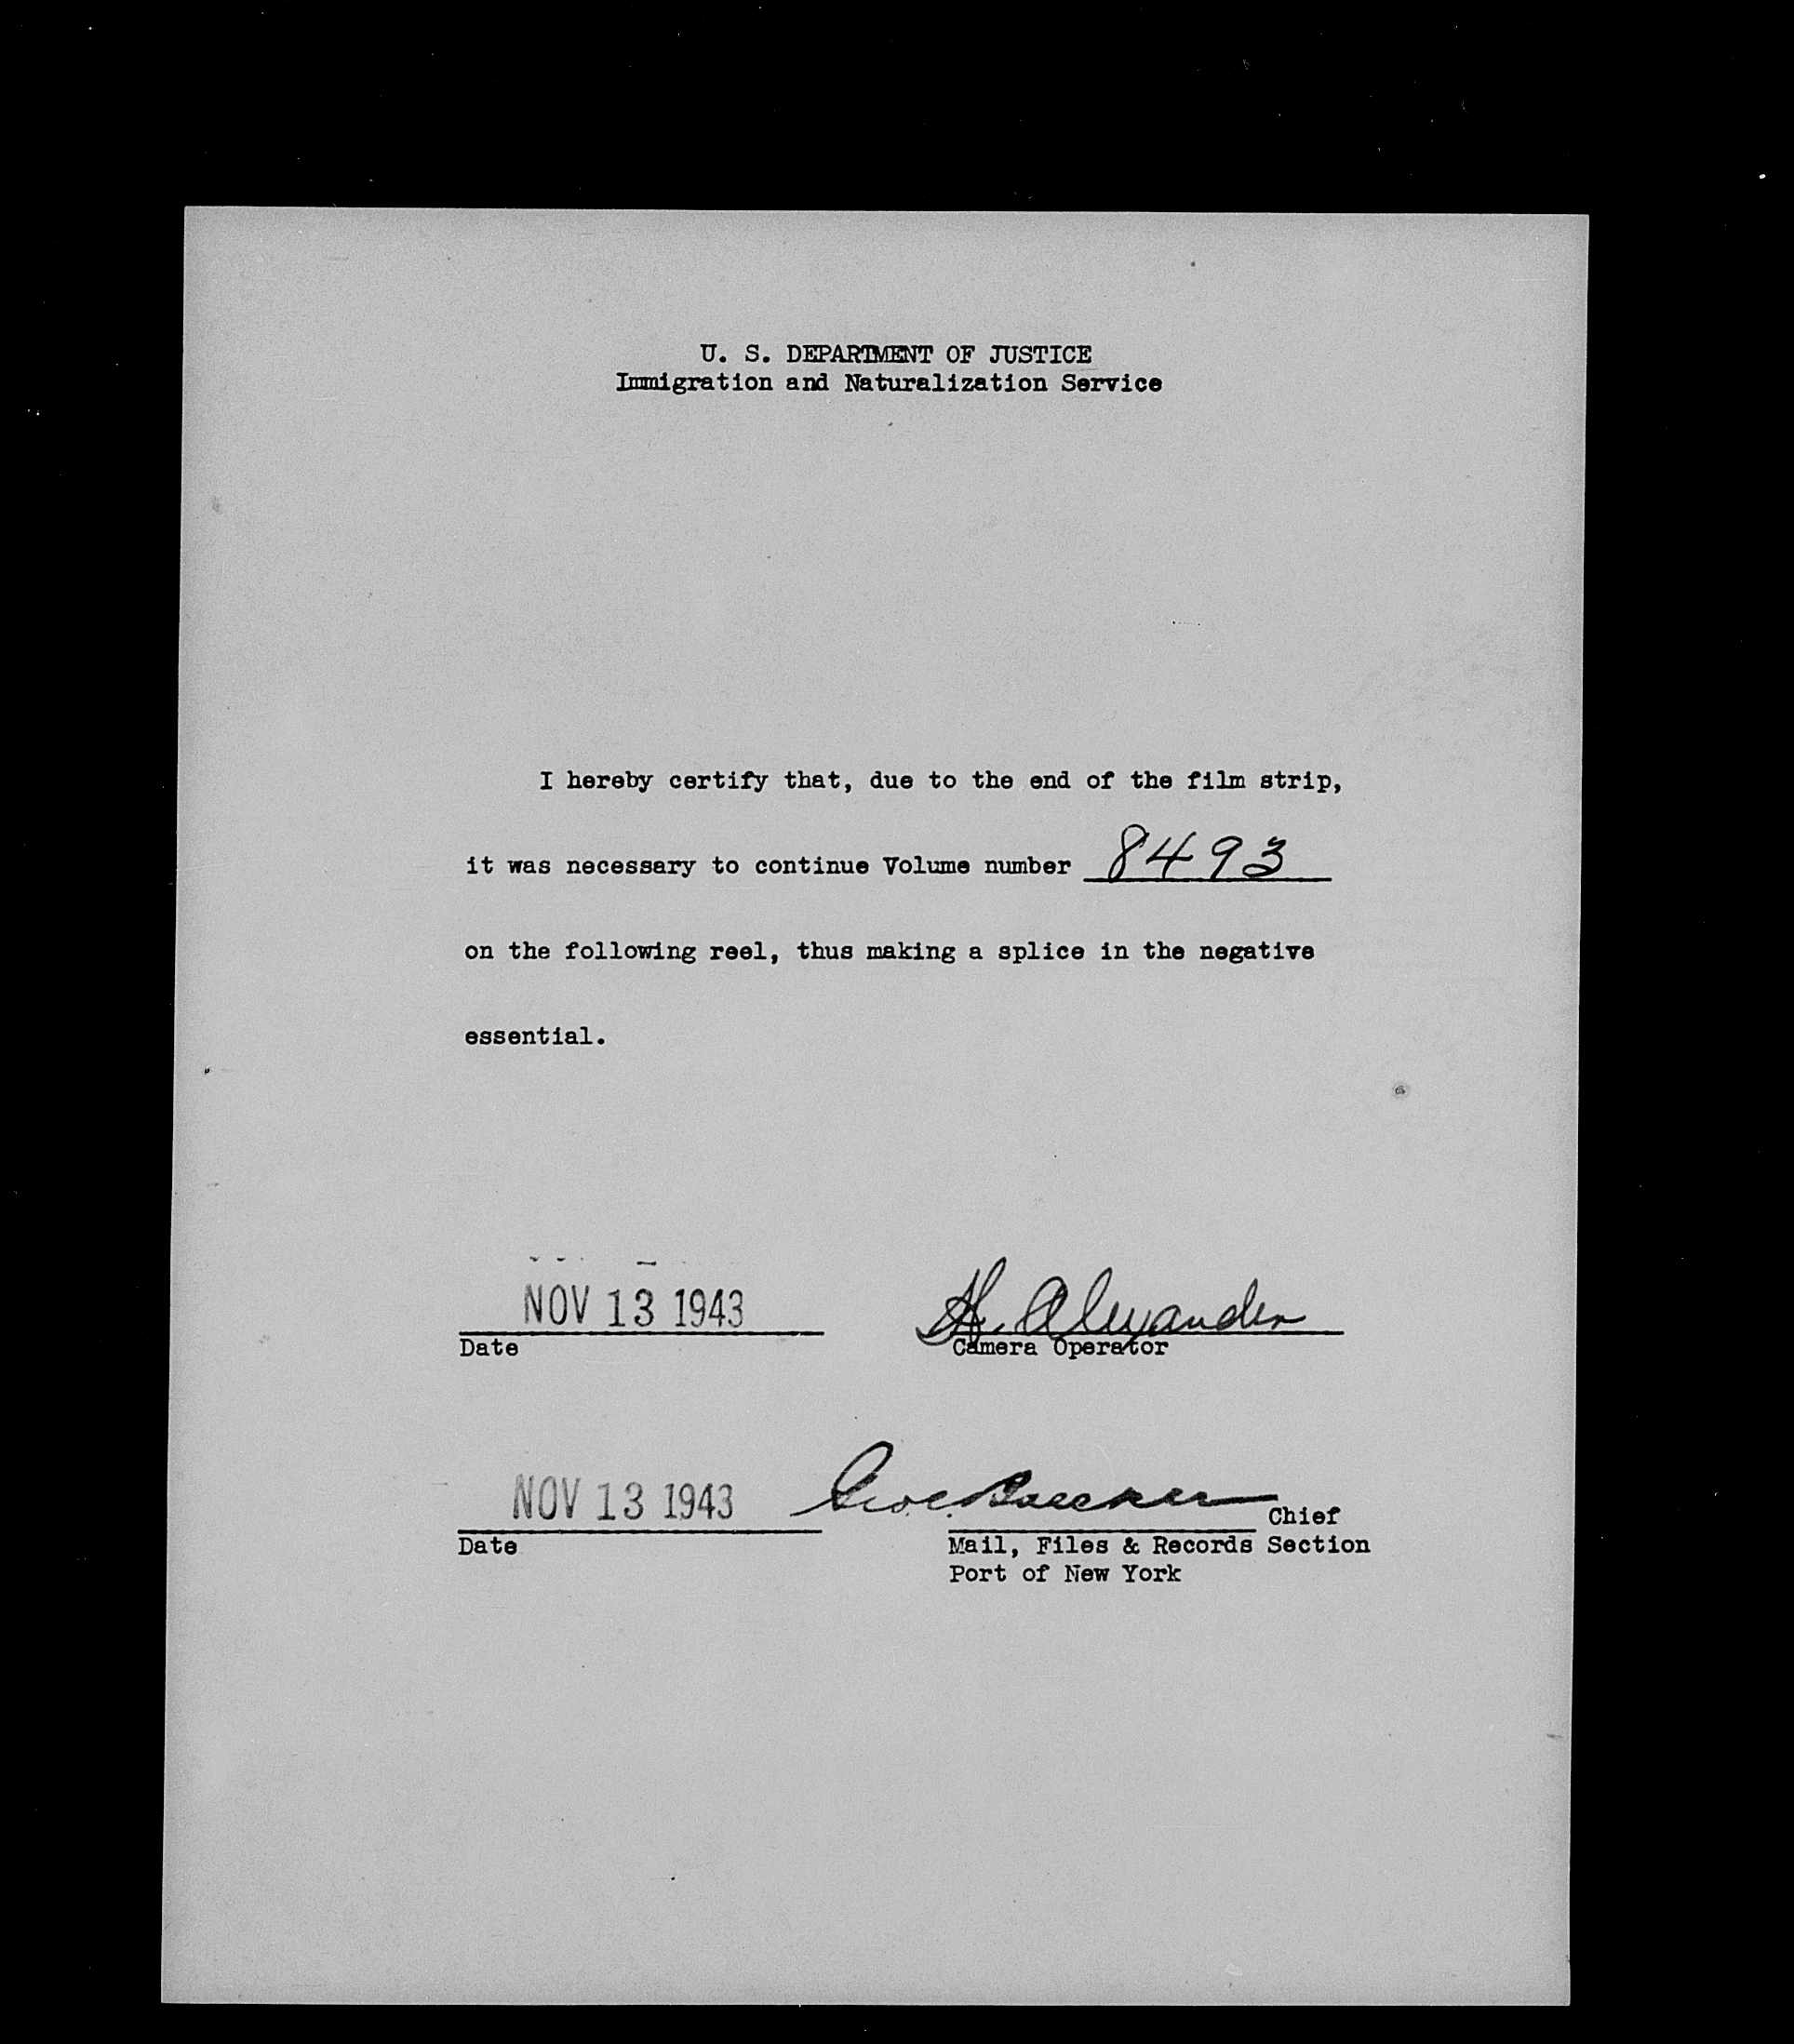 U. S. DEPARTMENT OF JUSTICE
Immigration and Naturalization Service
I hereby certify that, due to the end of the film strip,
it was necessary to continue Volume number 8493
on the following reel, thus making a splice in the negative
essential.
NOV 13 1943 H. Alexander
Date Camera Operator
NOV 13 1943 Chief
Date Mail, Files & Records Section
Port of New York